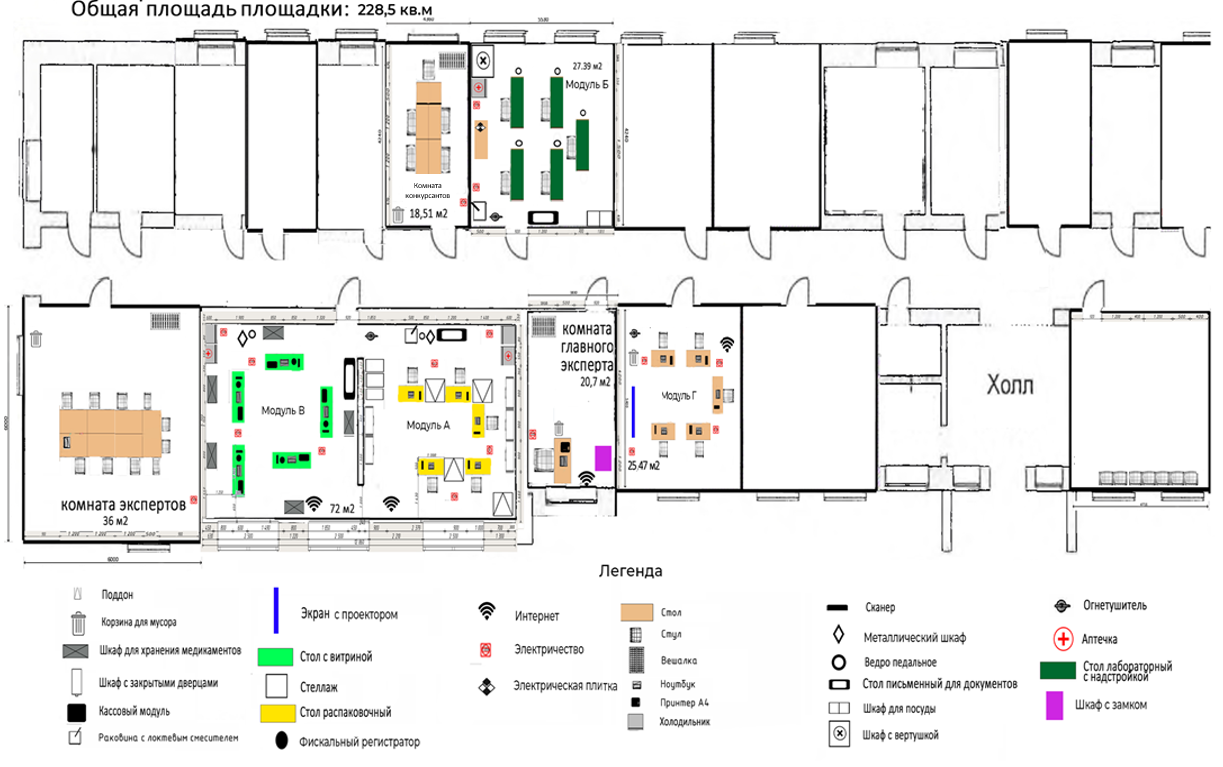 Общая площадь площадки: 228,5 кв.м
27.39 м2
Модуль Б
Комната
конкурсантов
18,51 м2
комната
главного
эксперта
20,7 м2
Модуль В
Модуль А
Модуль Г
Холл
25,47 м2
комната экспертов
36 м2
72 м2
6000
Легенда
Поддон
Корзина для мусора
Шкаф для хранения медикаментов
Шкаф с закрытыми дверцами
Кассовый модуль
Раковина с локтевым смесителем
Экран с проектором
Стол с витриной
Стеллаж
Стол распаковочный
Фискальный регистратор
Интернет
Электричество
Электрическая плитка
Стол
Стул
Вешалка
Ноутбук
Принтер А4
Холодильник
Сканер
Металлический шкаф
Ведро педальное
Стол письменный для документов
Шкаф для посуды
Шкаф с вертушкой
Огнетушитель
Аптечка
Стол лабораторный
с надстройкой
Шкаф с замком